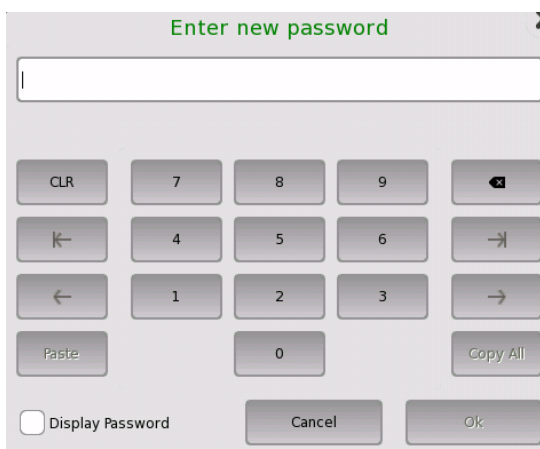 Enter new password
CLR 7 8 9
4 5 6
1 2 3
Paste 0 Copy All
Display Password Cancel Ok